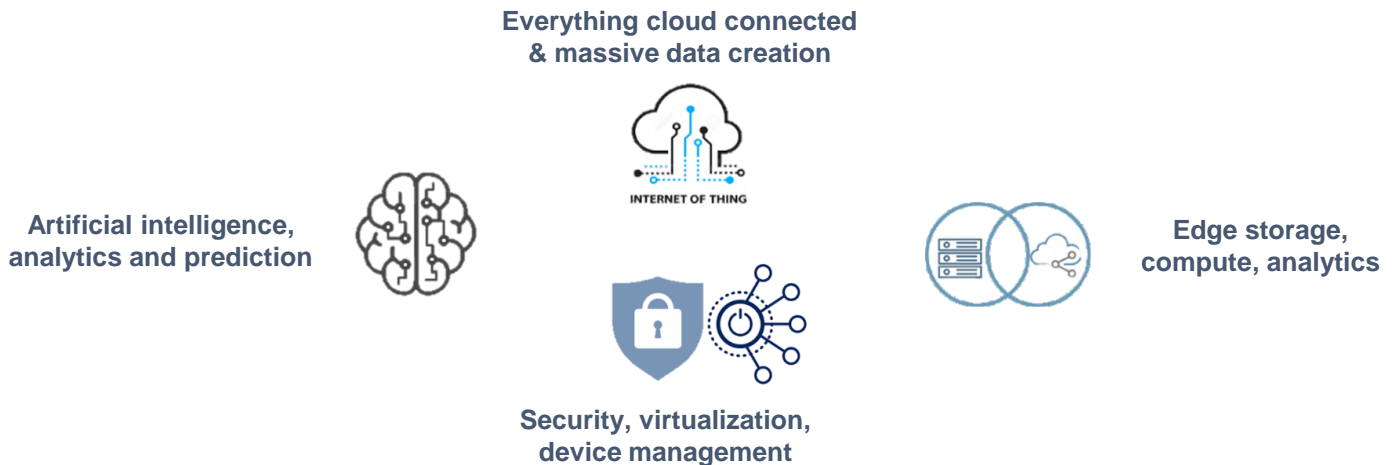 Everything cloud connected
& massive data creation
INTERNET OF THING
Artificial intelligence,
analytics and prediction
Edge storage,
compute, analytics
Security, virtualization,
device management